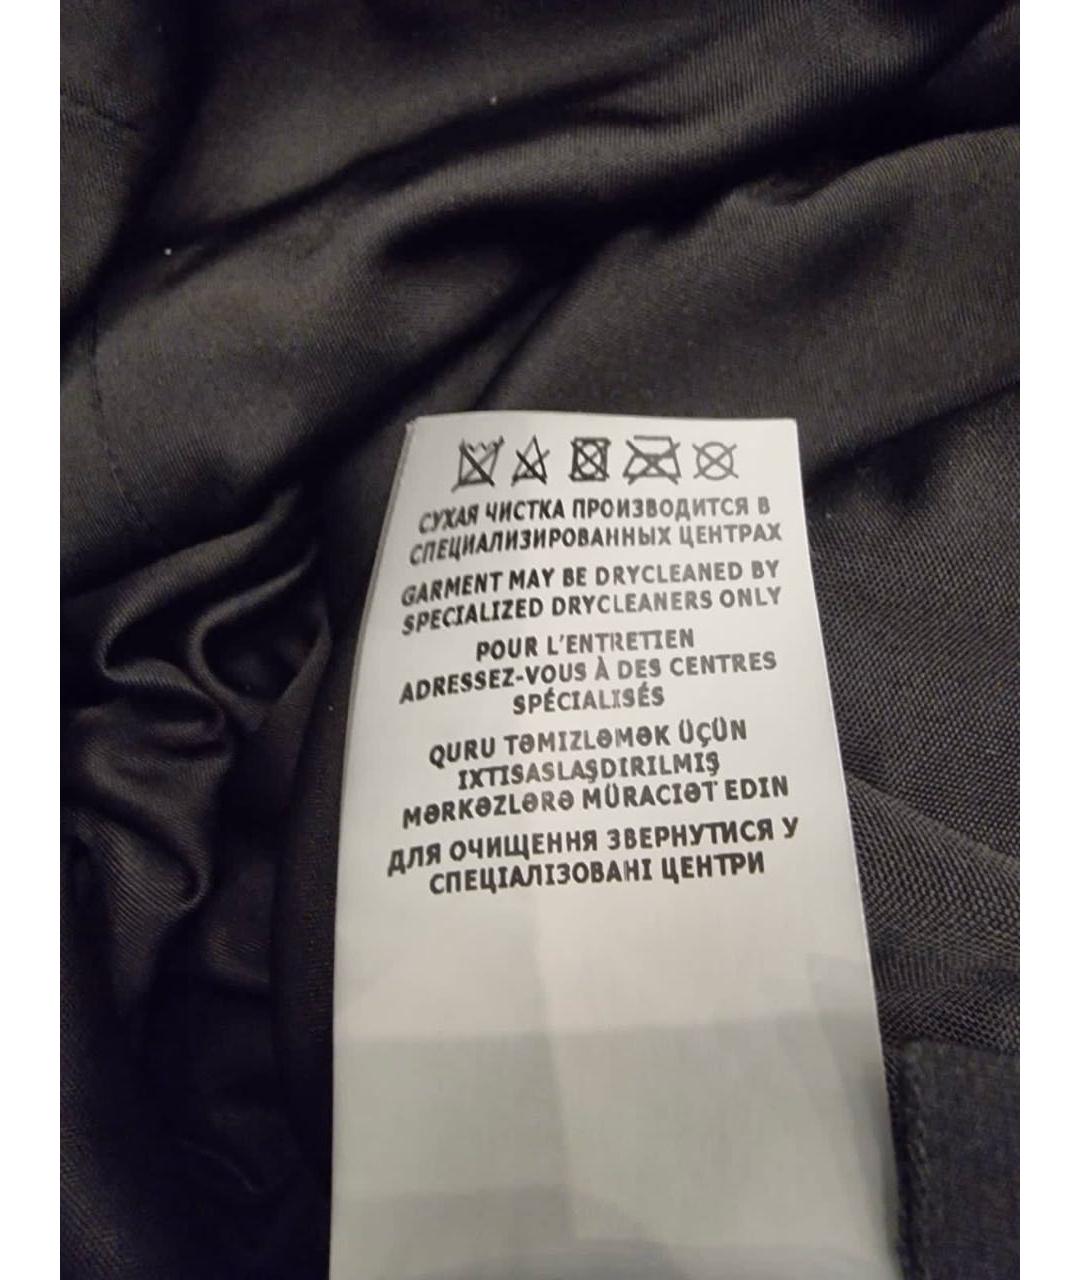 СУХАЯ ЧИСТКА ПРОИЗВОДИТСЯ В
СПЕЦИАЛИЗИРОВАННЫХ ЦЕНТРАХ
GARMENT MAY BE DRYCLEANED BY
SPECIALIZED DRYCLEANERS ONLY
POUR L'ENTRETIEN
ADRESSEZ-VOUS À DES CENTRES
SPÉCIALISÉS
QURU TƏMIZLƏMƏK ÜÇÜN
IXTISASLAŞDIRILMIŞ
MƏRKƏZLƏRƏ MÜRACIƏT EDIN
ДЛЯ ОЧИЩЕННЯ ЗВЕРНУТИСЯ У
СПЕЦІАЛІЗОВАНІ ЦЕНТРИ